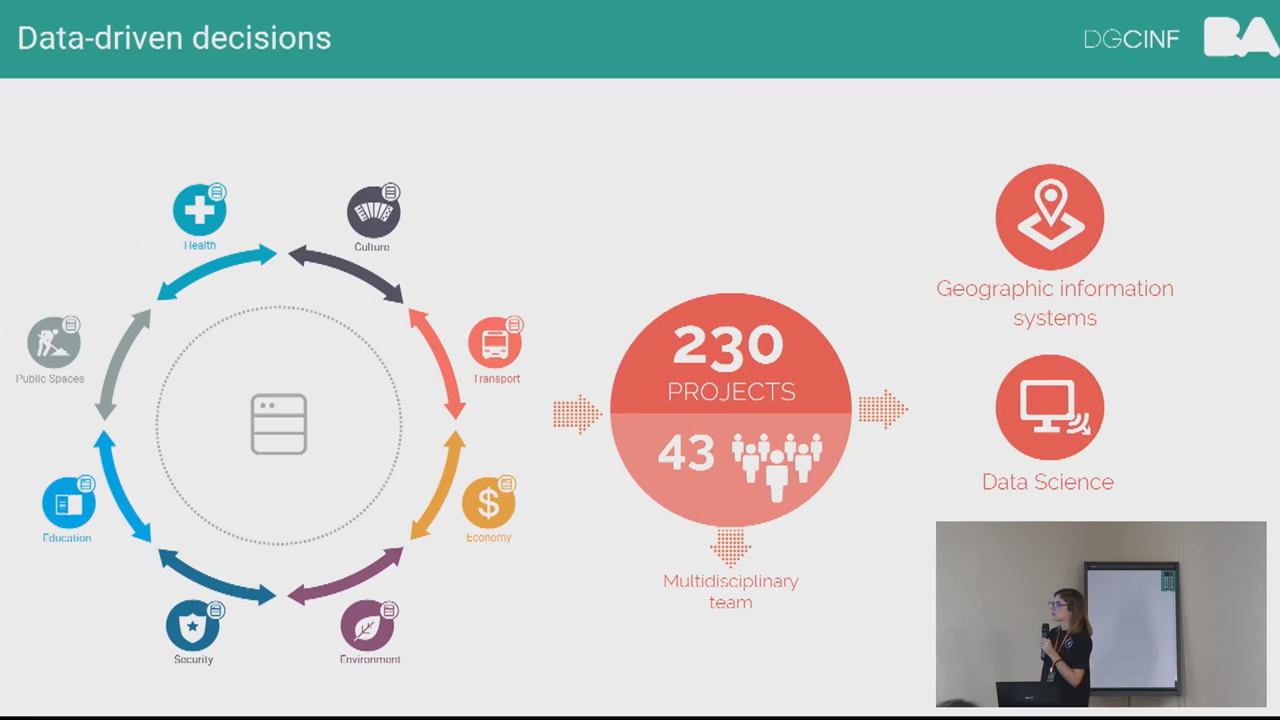 Data-driven decisions
DGCINF
BA
Health
Culture
Public Spaces
Transport
Education
Economy
Security
Environment
230
PROJECTS
43
Multidisciplinary
team
Geographic information
systems
Data Science